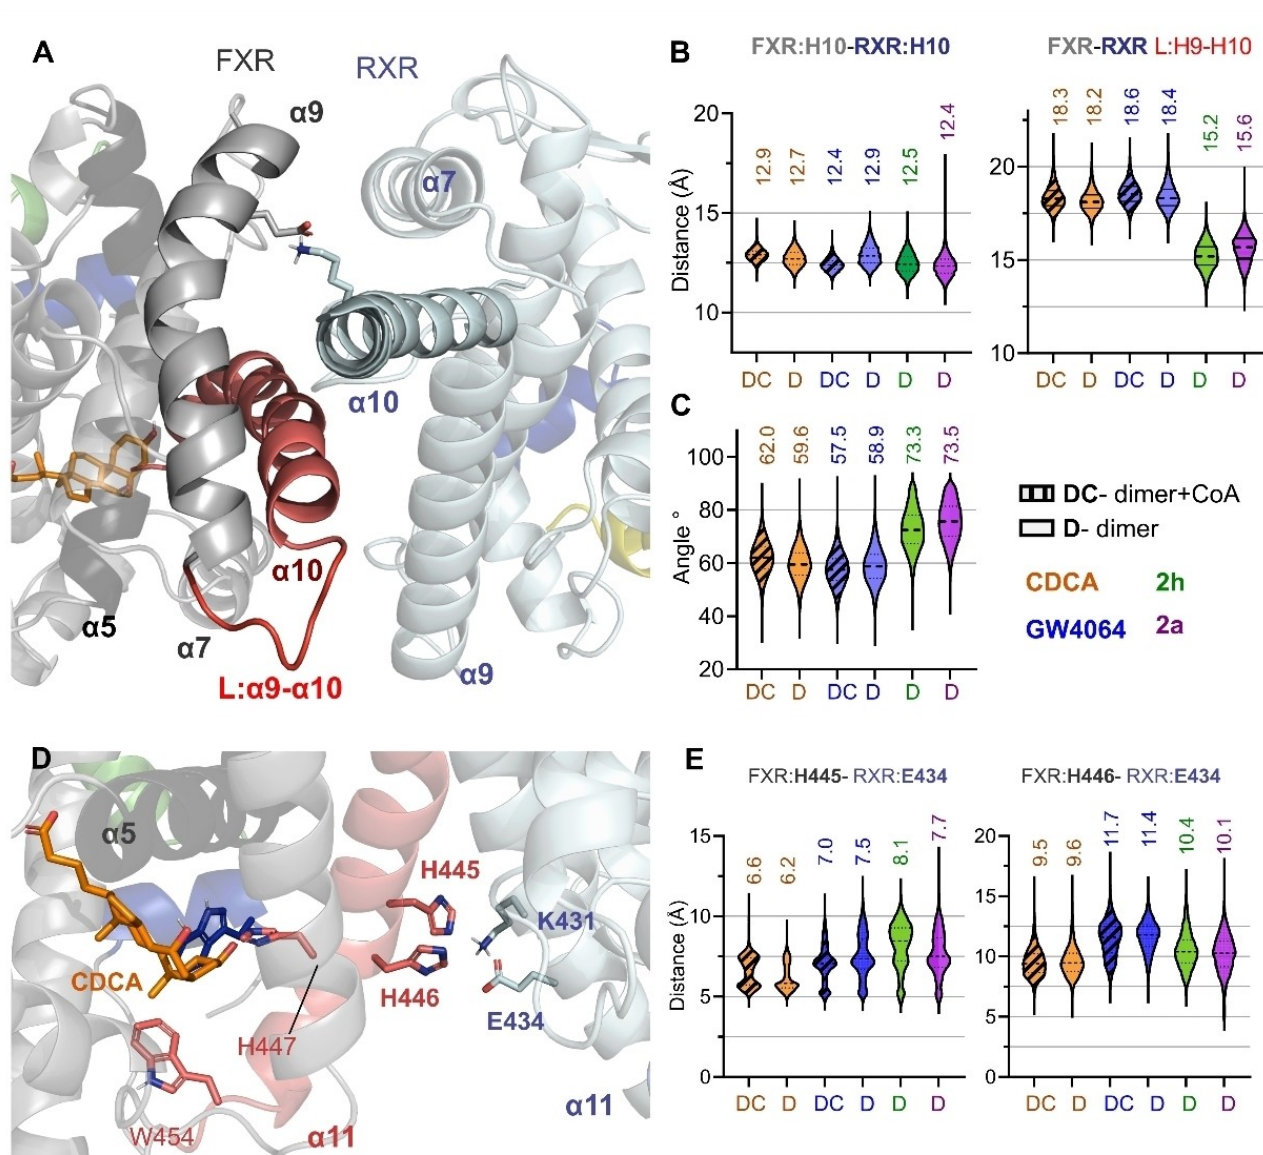 A
FXR
RXR
α9
α7
α10
α10
α5
α7
L:α9-α10
α9
B
FXR:H10-RXR:H10
FXR-RXR L:H9-H10
Distance (Å)
20
15
10
12.9
12.7
12.4
12.9
12.5
12.4
DC
D
DC
D
D
D
20
15
10
18.3
18.2
18.6
18.4
15.2
15.6
DC
D
DC
D
D
D
C
Angle °
100
80
60
40
20
62.0
59.6
57.5
58.9
73.3
73.5
DC
D
DC
D
D
D
DC- dimer+CoA
D- dimer
CDCA
2h
GW4064
2a
D
α5
CDCA
H445
K431
H446
E434
H447
W454
α11
α11
E
FXR:H445- RXR:E434
FXR:H446- RXR:E434
Distance (Å)
15
10
5
0
6.6
6.2
7.0
7.5
8.1
7.7
DC
D
DC
D
D
D
20
15
10
5
0
9.5
9.6
11.7
11.4
10.4
10.1
DC
D
DC
D
D
D